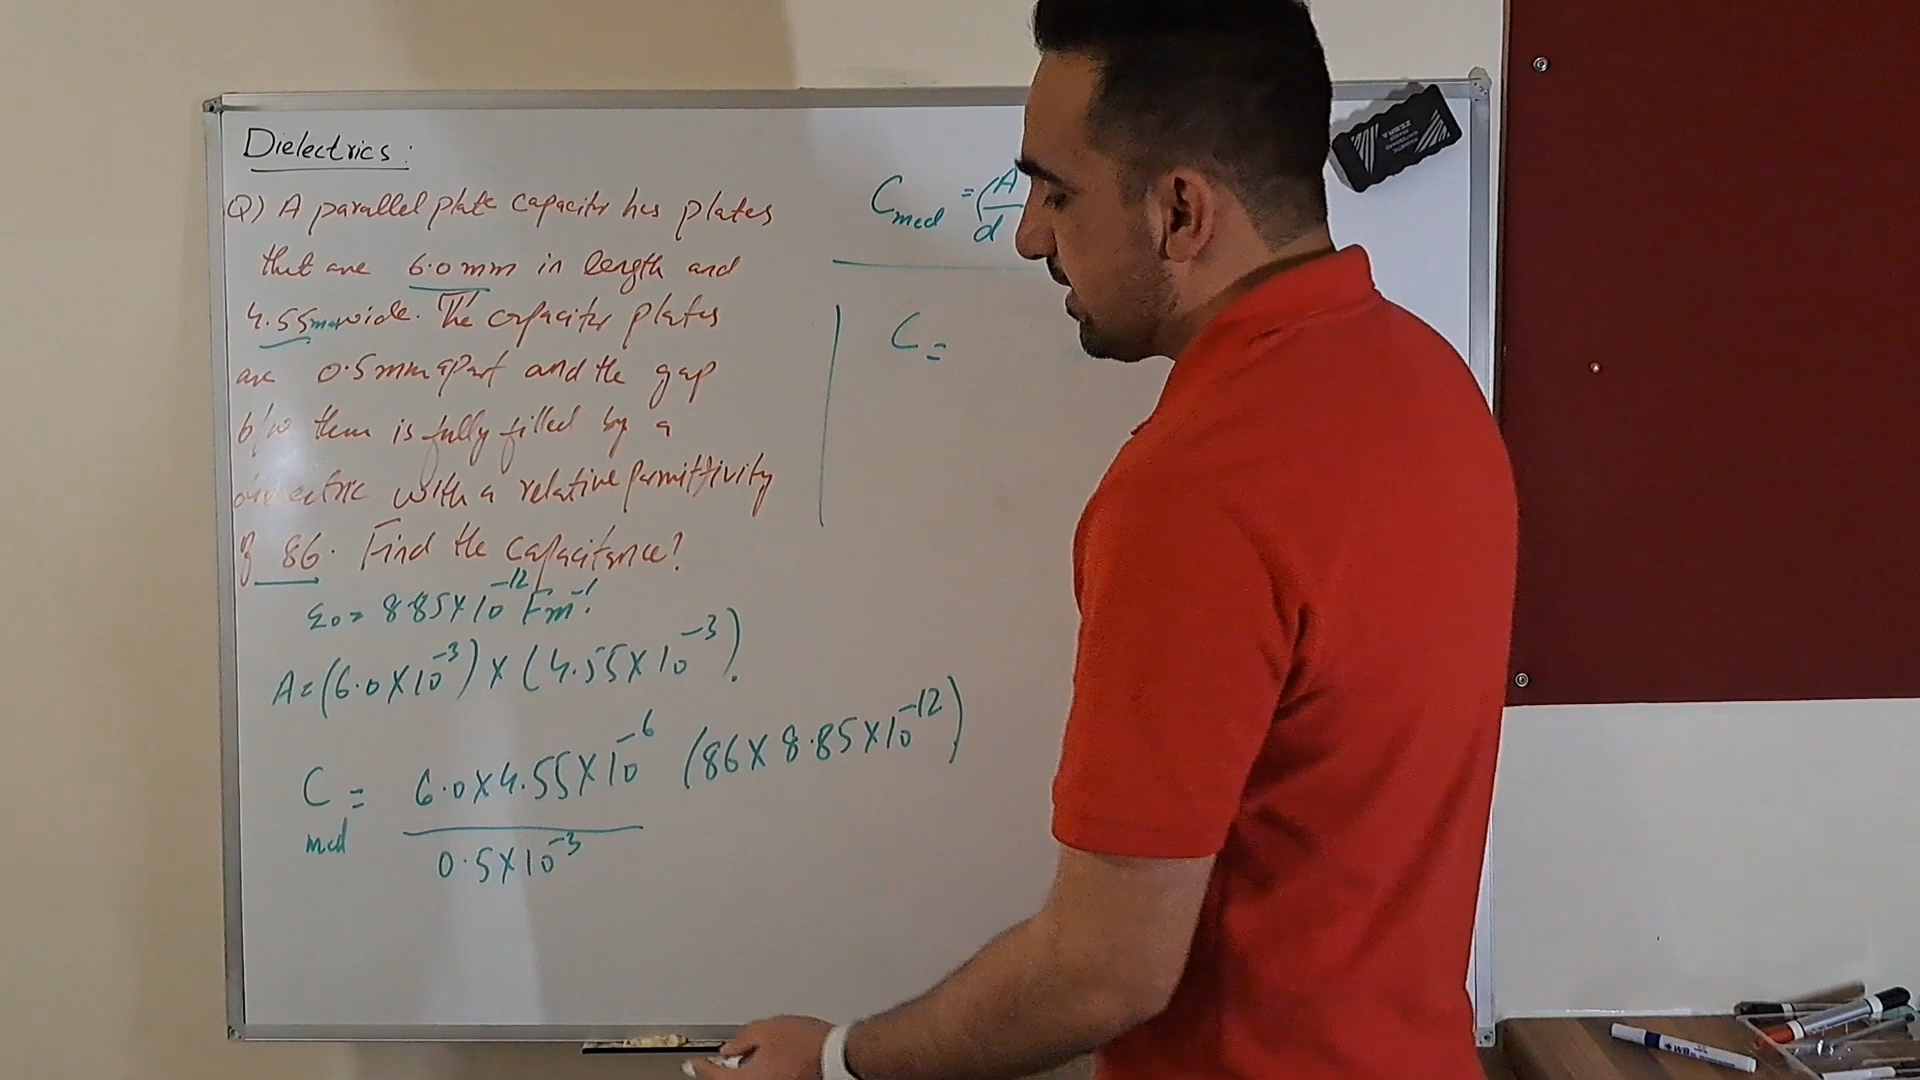 Dielectrics:
Q) A parallel plate capacitor has plates
that are 6.0mm in length and
4.55mm wide. The capacitor plates
are 0.5mm apart and the gap
b/w them is fully filled by a
dielectric with a relative permittivity
of 86. Find the capacitance?
ε0 = 8.85×10^-12 Fm^-1.
A=(6.0×10^-3)×(4.55×10^-3).
C med = 6.0×4.55×10^-6 (86×8.85×10^-12)
0.5×10^-3
C med = (A
d
C =
ZEBRA
WB